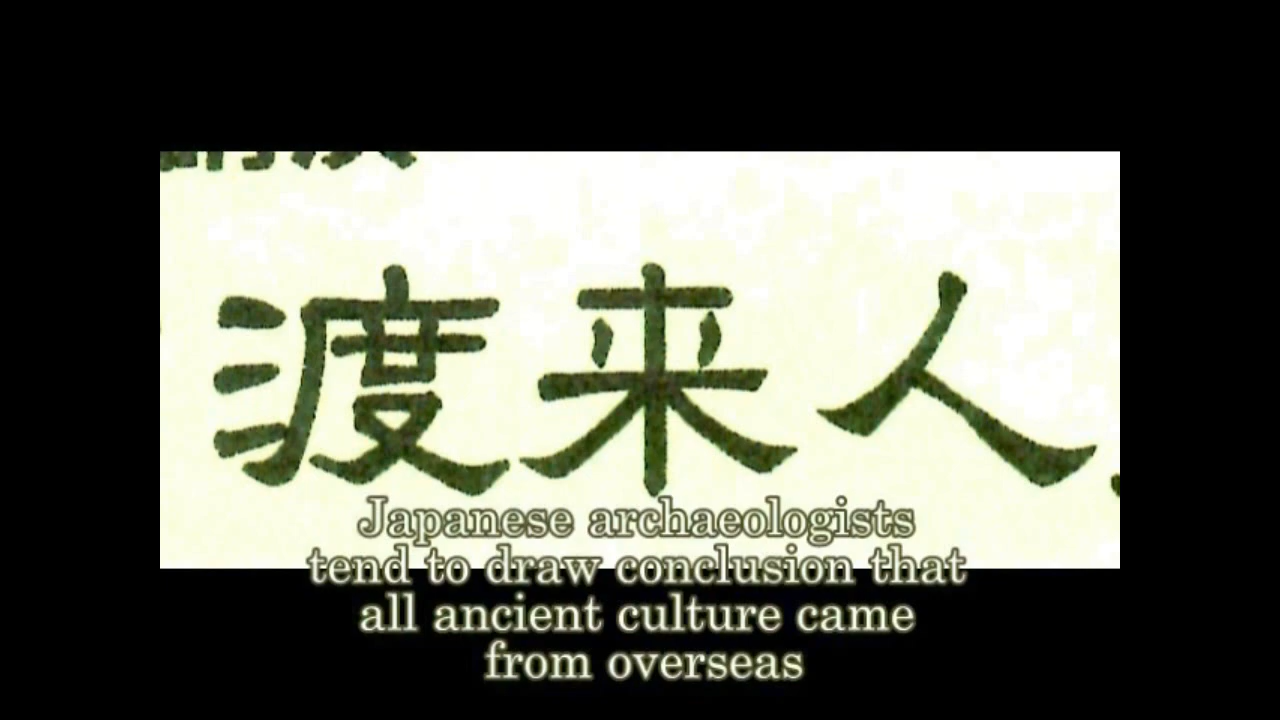 渡来人
Japanese archaeologists
tend to draw conclusion that
all ancient culture came
from overseas